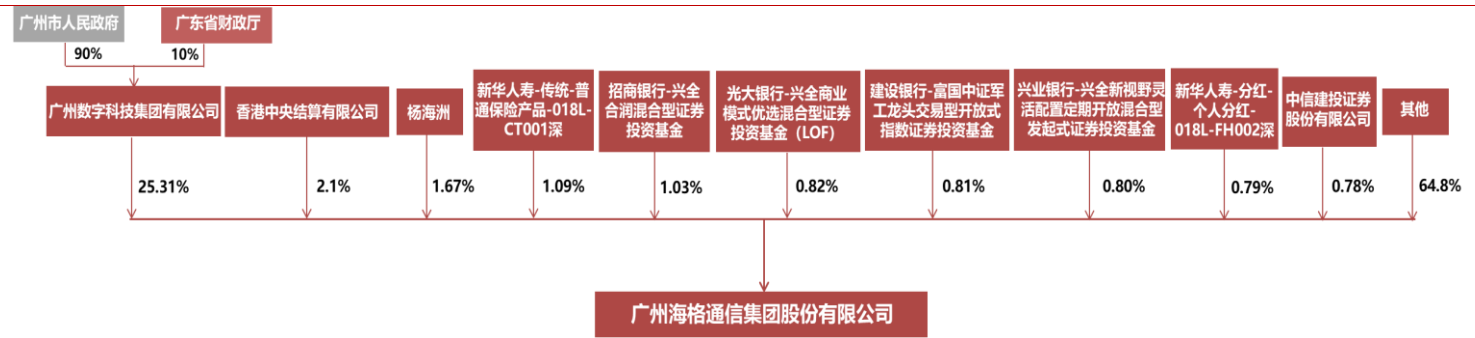 广州市人民政府
广东省财政厅
90%
10%
广州数字科技集团有限公司
香港中央结算有限公司
杨海洲
新华人寿-传统-普
通保险产品-018L-
CT001深
招商银行-兴全
合润混合型证券
投资基金
光大银行-兴全商业
模式优选混合型证券
投资基金（LOF）
建设银行-富国中证军
工龙头交易型开放式
指数证券投资基金
兴业银行-兴全新视野灵
活配置定期开放混合型
发起式证券投资基金
新华人寿-分红-
个人分红-
018L-FH002深
中信建投证券
股份有限公司
其他
25.31%
2.1%
1.67%
1.09%
1.03%
0.82%
0.81%
0.80%
0.79%
0.78%
64.8%
广州海格通信集团股份有限公司